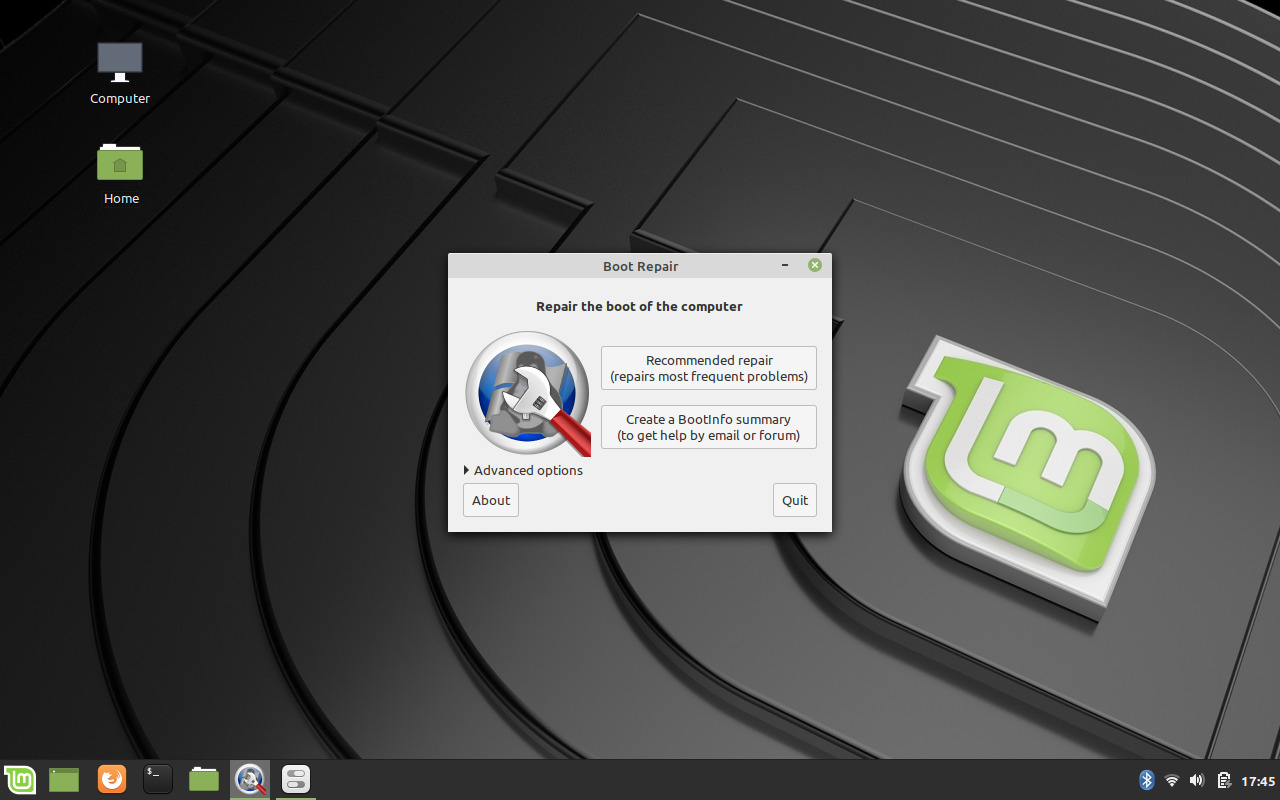 Computer
Home
Boot Repair
Repair the boot of the computer
Recommended repair
(repairs most frequent problems)
Create a BootInfo summary
(to get help by email or forum)
Advanced options
About
Quit
$_
17:45